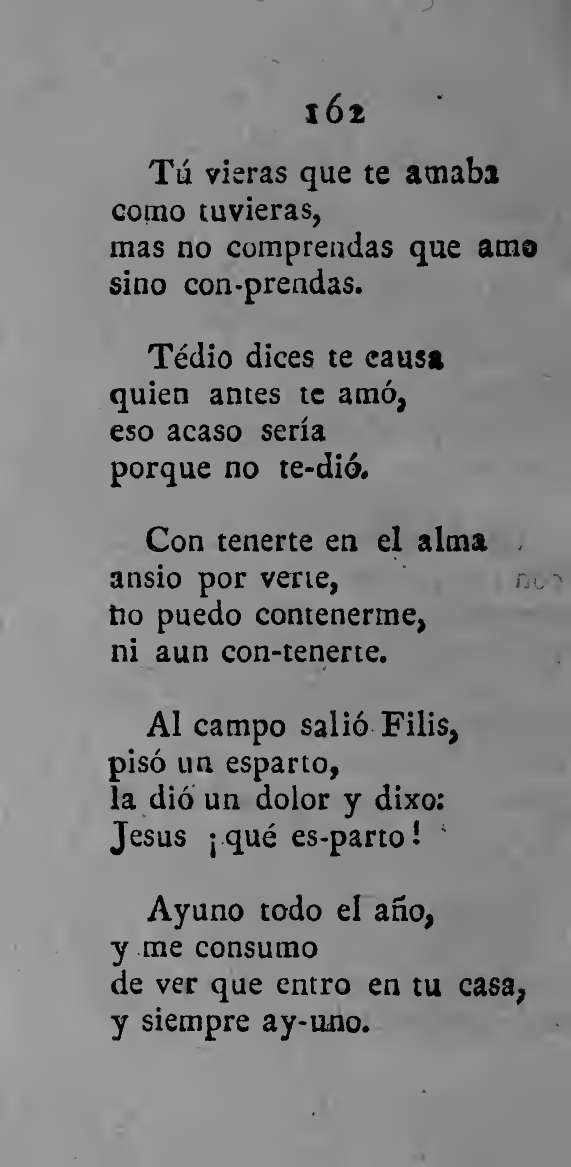 162
Tú vieras que te amaba
como tuvieras,
mas no comprendas que amo
sino con-prendas.
Tédio dices te causa
quien antes te amó,
eso acaso sería
porque no te-dió.
Con tenerte en el alma
ansio por verte,
no puedo contenerme,
ni aun con-tenerte.
Al campo salió Filis,
pisó un esparto,
la dió un dolor y dixo:
Jesus ¡qué es-parto!
Ayuno todo el año,
y me consumo
de ver que entro en tu casa,
y siempre ay-uno.